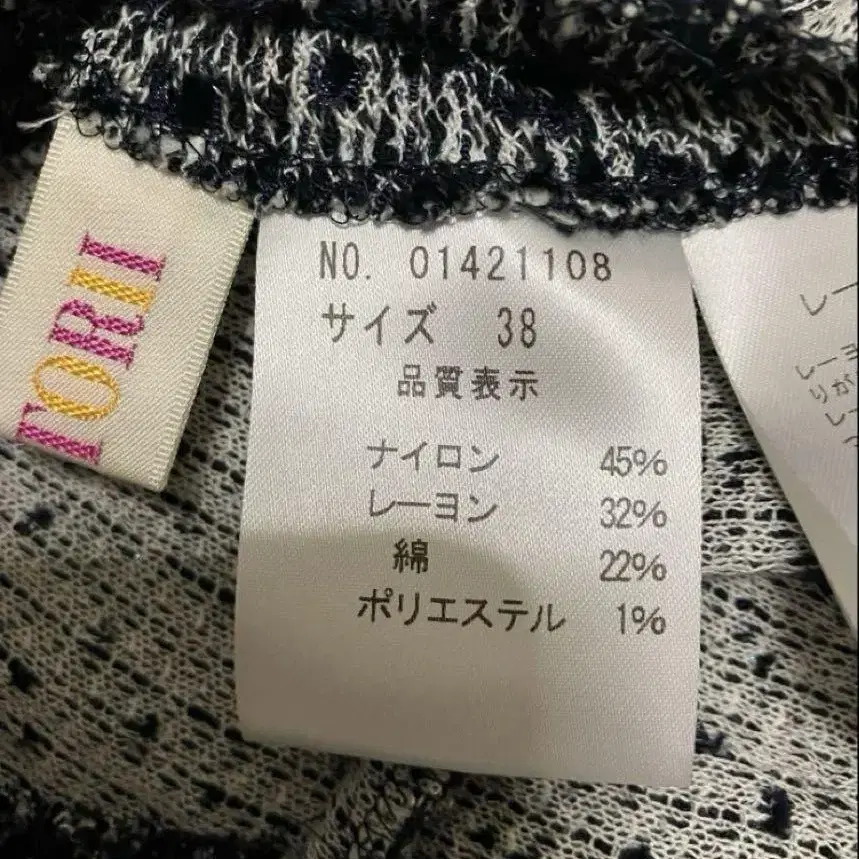 TORII
NO. 01421108
サイズ 38
品質表示
ナイロン 45%
レーヨン 32%
綿 22%
ポリエステル 1%